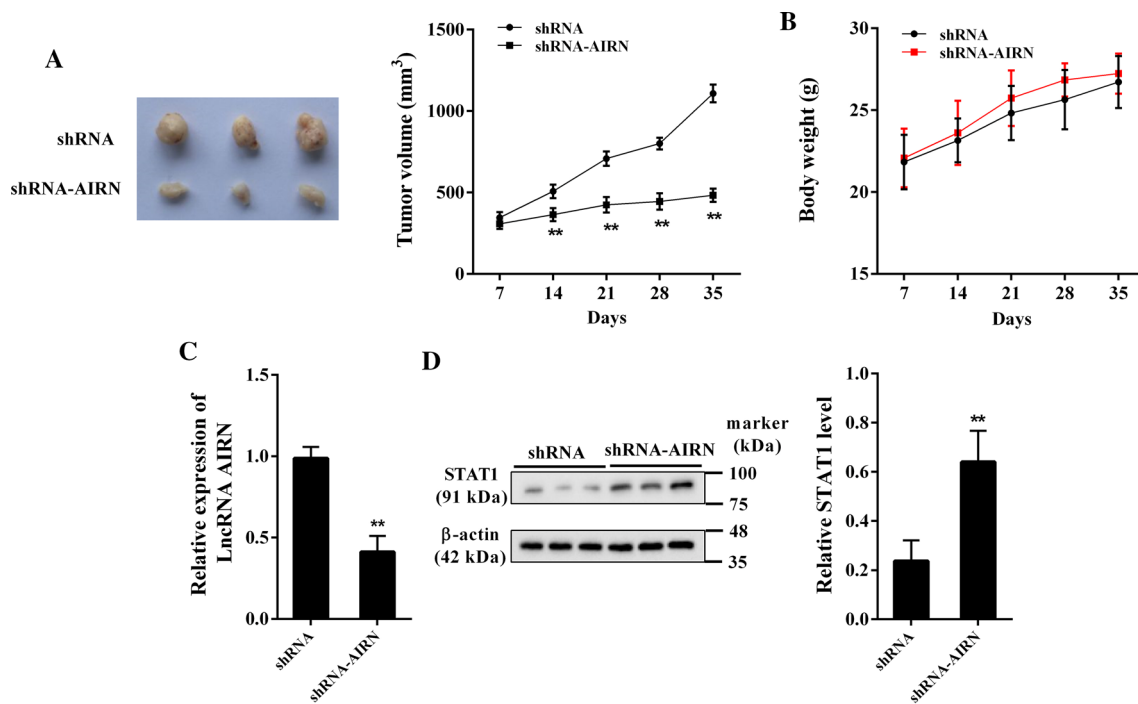 A
shRNA
shRNA-AIRN
Tumor volume (mm³)
1500
1000
500
0
7 14 21 28 35
Days
shRNA
shRNA-AIRN
** ** ** **
B
Body weight (g)
30
25
20
15
7 14 21 28 35
Days
shRNA
shRNA-AIRN
C
Relative expression of
LncRNA AIRN
1.5
1.0
0.5
0.0
**
shRNA
shRNA-AIRN
D
marker
(kDa)
shRNA shRNA-AIRN
STAT1
(91 kDa)
100
75
β-actin
(42 kDa)
48
35
Relative STAT1 level
1.0
0.8
0.6
0.4
0.2
0.0
**
shRNA
shRNA-AIRN